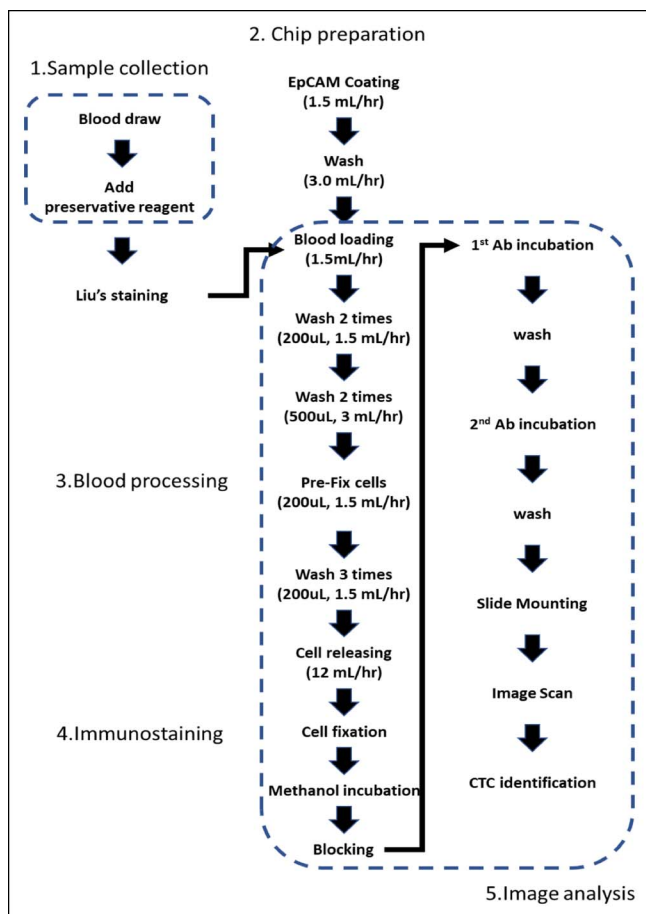 2. Chip preparation
1.Sample collection
Blood draw
Add
preservative reagent
Liu's staining
EpCAM Coating
(1.5 mL/hr)
Wash
(3.0 mL/hr)
Blood loading
(1.5mL/hr)
Wash 2 times
(200uL, 1.5 mL/hr)
Wash 2 times
(500uL, 3 mL/hr)
3.Blood processing
Pre-Fix cells
(200uL, 1.5 mL/hr)
Wash 3 times
(200uL, 1.5 mL/hr)
Cell releasing
(12 mL/hr)
4.Immunostaining
Cell fixation
Methanol incubation
Blocking
1st Ab incubation
wash
2nd Ab incubation
wash
Slide Mounting
Image Scan
CTC identification
5.Image analysis